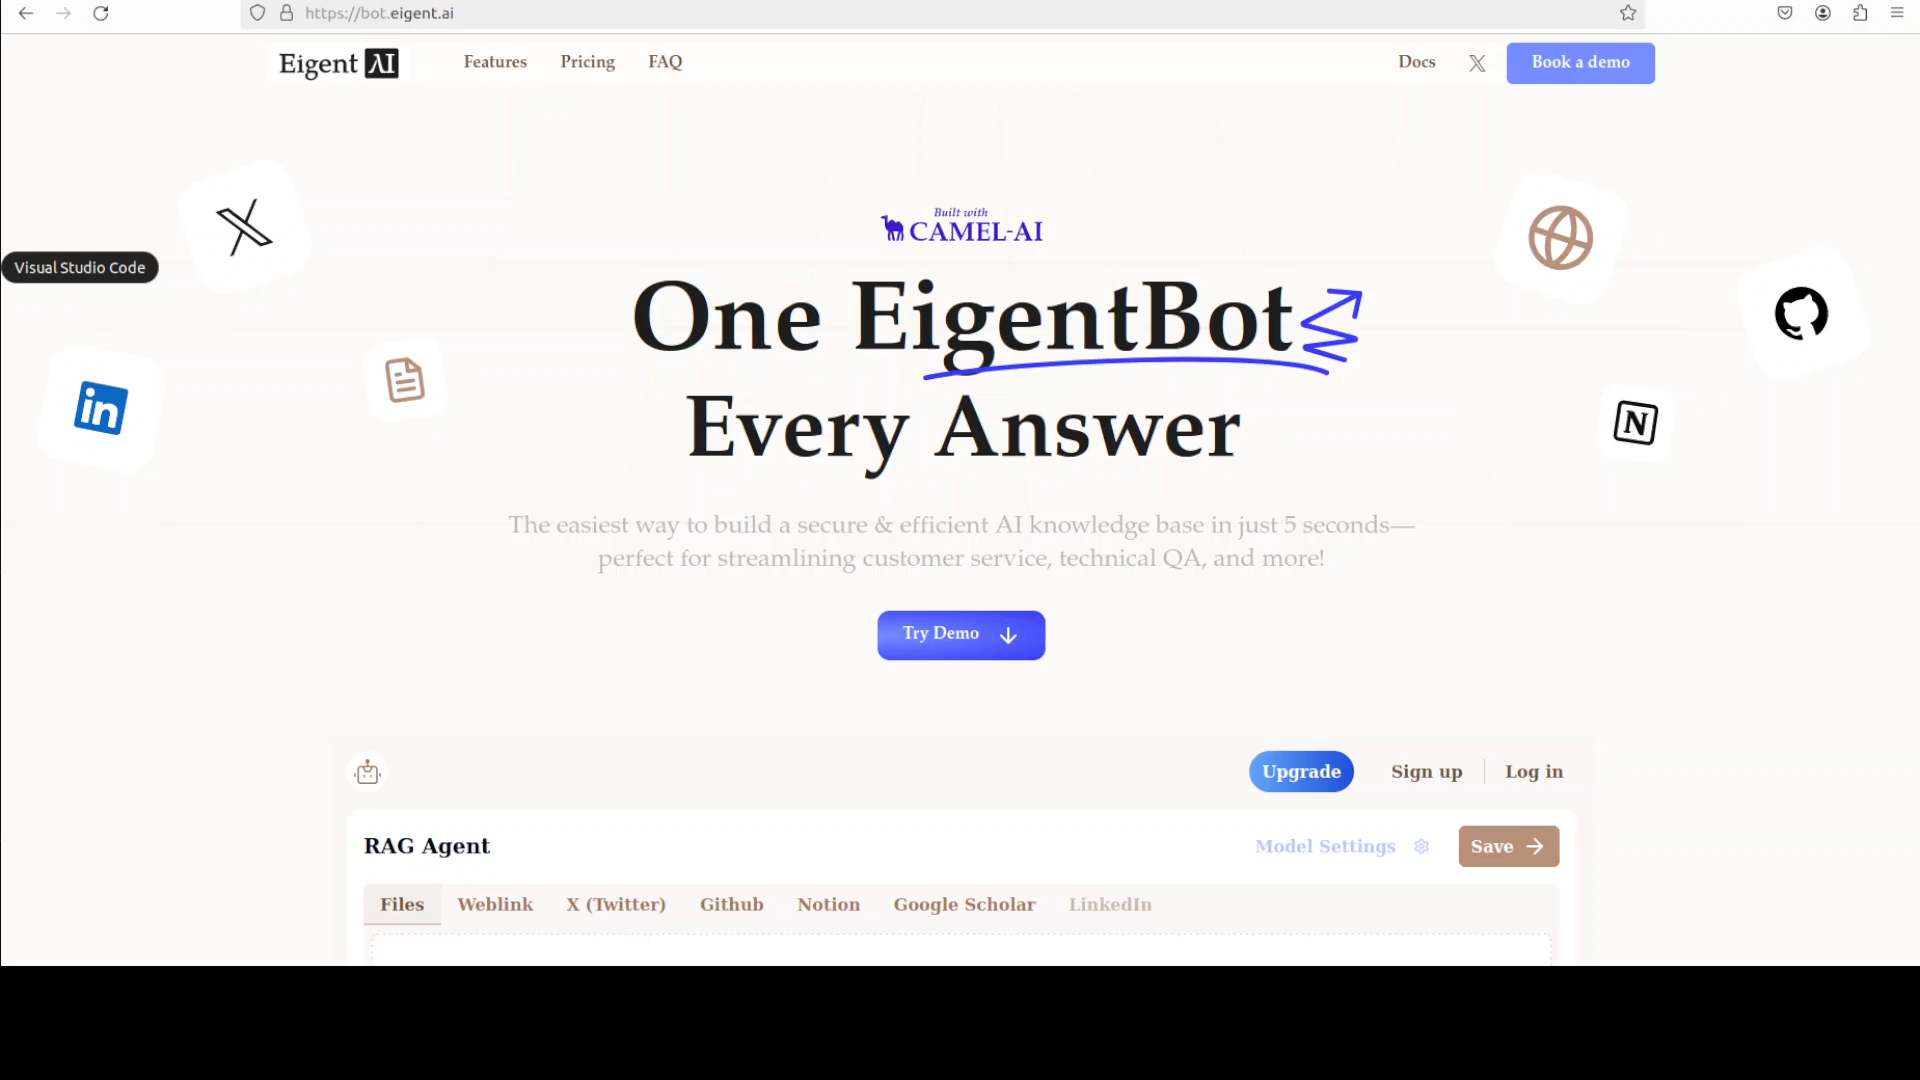 https://bot.eigent.ai
Eigent AI
Features
Pricing
FAQ
Docs
Book a demo
Visual Studio Code
Built with
CAMEL-AI
One EigentBot
Every Answer
The easiest way to build a secure & efficient AI knowledge base in just 5 seconds—
perfect for streamlining customer service, technical QA, and more!
Try Demo
Upgrade
Sign up
Log in
RAG Agent
Model Settings
Save
Files
Weblink
X (Twitter)
Github
Notion
Google Scholar
LinkedIn